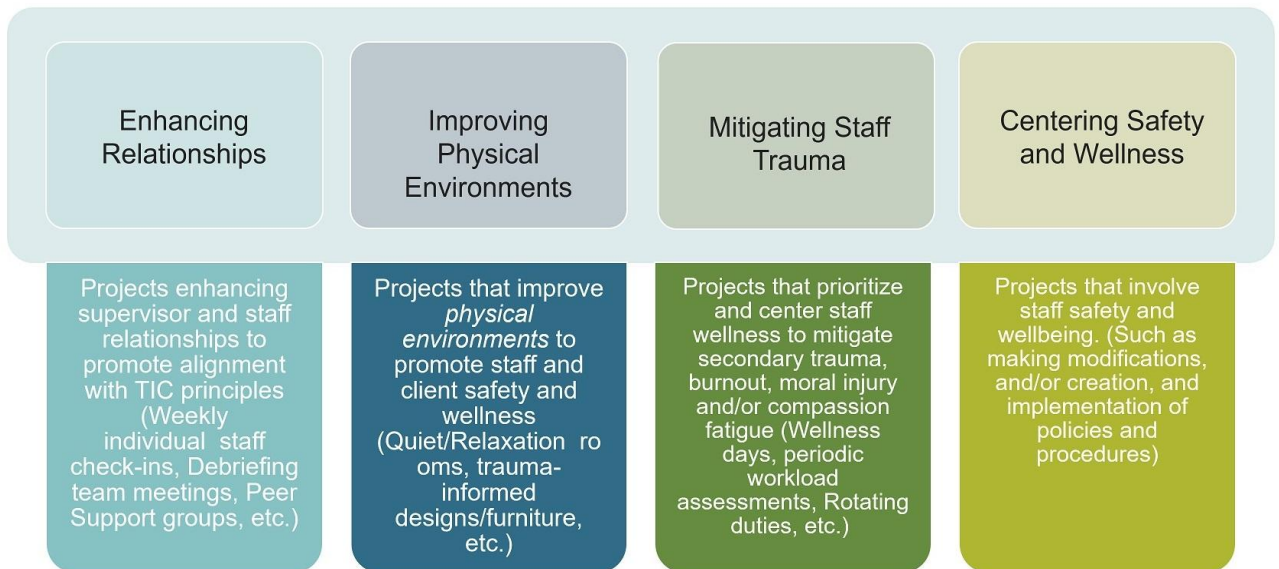 Enhancing
Relationships
Improving
Physical
Environments
Mitigating Staff
Trauma
Centering Safety
and Wellness
Projects enhancing
supervisor and staff
relationships to
promote alignment
with TIC principles
(Weekly
individual  staff
check-ins, Debriefing
team meetings, Peer
Support groups, etc.)
Projects that improve
physical
environments to
promote staff and
client safety and
wellness
(Quiet/Relaxation  ro
oms, trauma-
informed
designs/furniture,
etc.)
Projects that prioritize
and center staff
wellness to mitigate
secondary trauma,
burnout, moral injury
and/or compassion
fatigue (Wellness
days, periodic
workload
assessments, Rotating
duties, etc.)
Projects that involve
staff safety and
wellbeing. (Such as
making modifications,
and/or creation, and
implementation of
policies and
procedures)